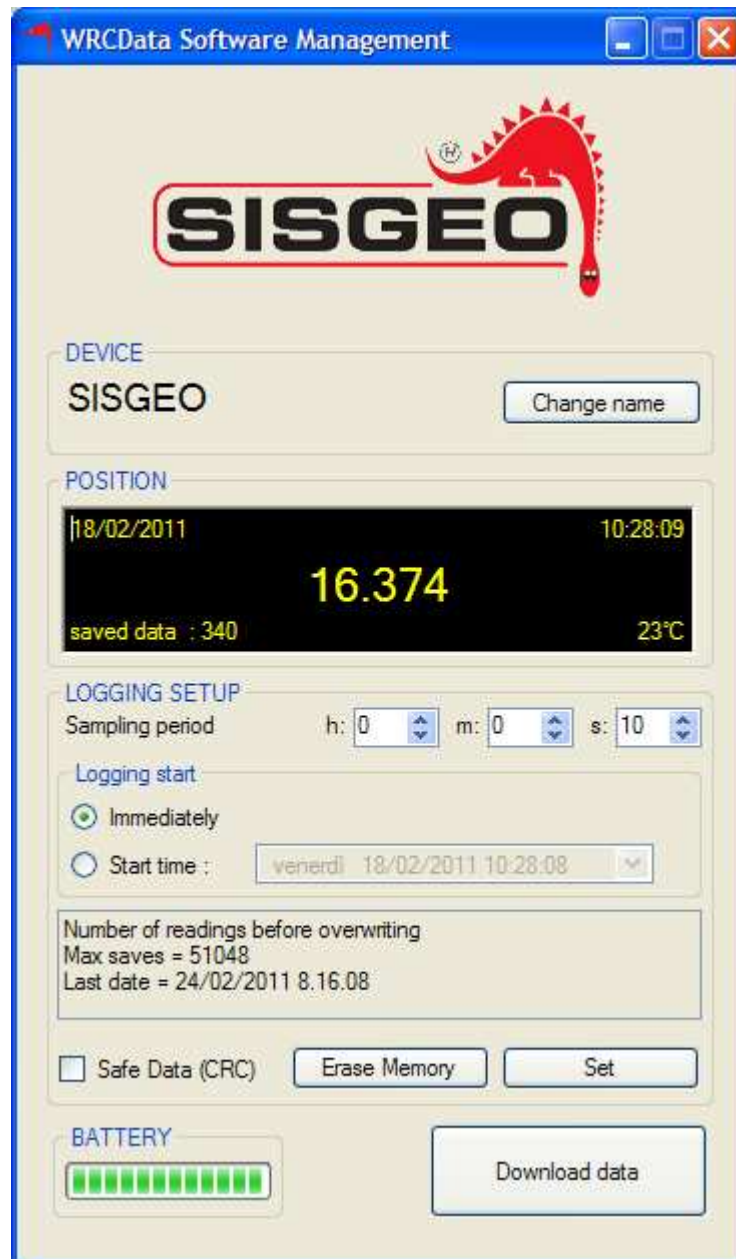 WRCData Software Management
SISGEO
DEVICE
SISGEO
Change name
POSITION
18/02/2011 10:28:09
16.374
saved data : 340 23°C
LOGGING SETUP
Sampling period h: 0 m: 0 s: 10
Logging start
Immediately
Start time : venerdì 18/02/2011 10:28:08
Number of readings before overwriting
Max saves = 51048
Last date = 24/02/2011 8.16.08
Safe Data (CRC) Erase Memory Set
BATTERY
Download data